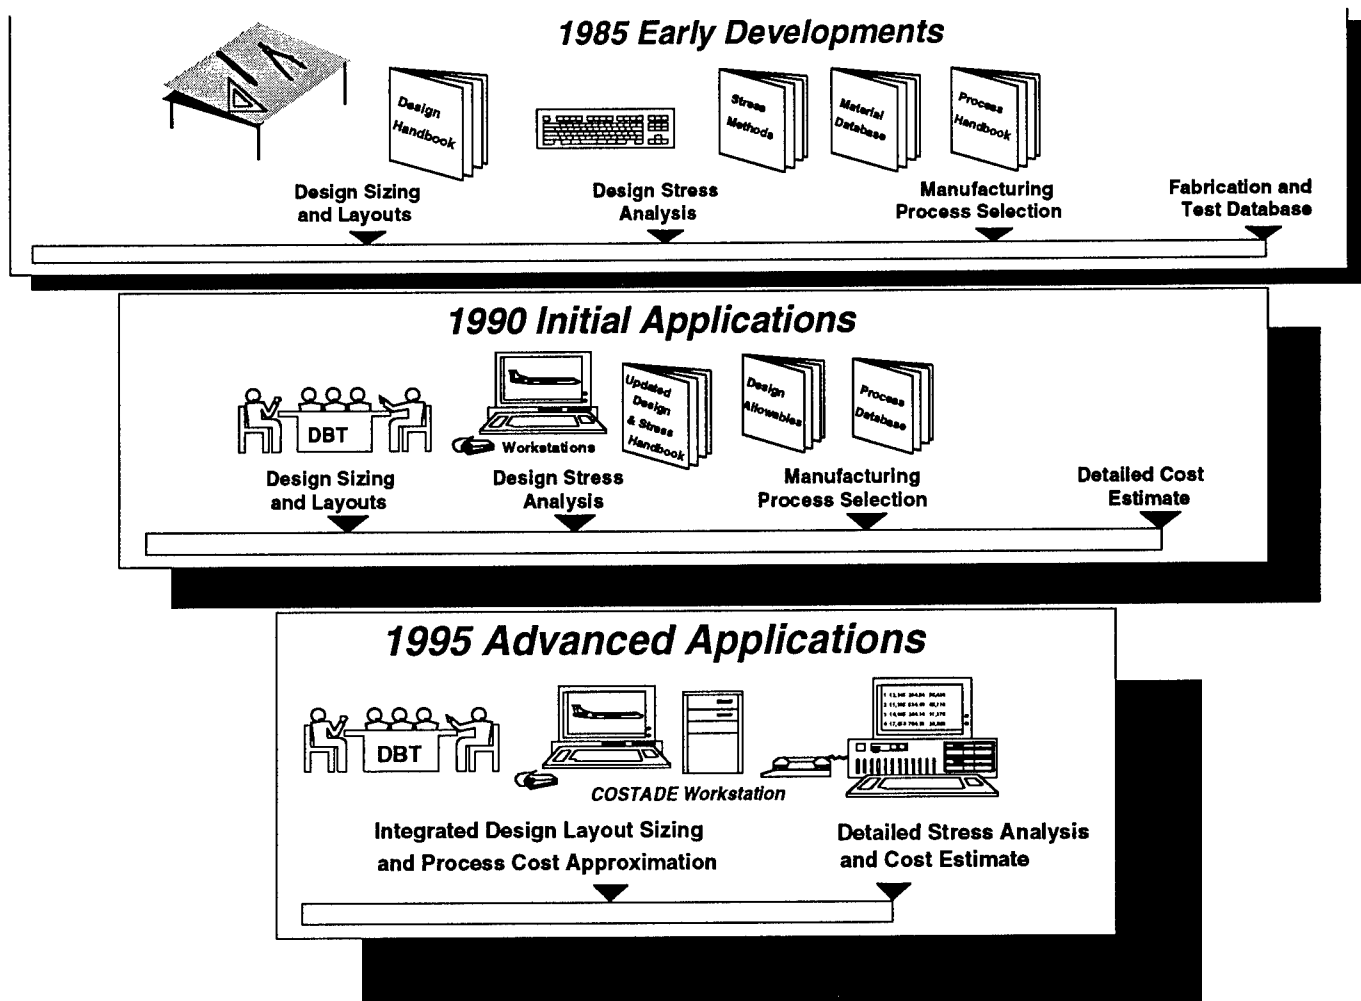 1985 Early Developments
Design
Handbook
Stress
Methods
Material
Database
Process
Handbook
Design Sizing
and Layouts
Design Stress
Analysis
Manufacturing
Process Selection
Fabrication and
Test Database
1990 Initial Applications
DBT
Workstations
Updated
Design
& Stress
Handbook
Design
Allowables
Process
Database
Design Sizing
and Layouts
Design Stress
Analysis
Manufacturing
Process Selection
Detailed Cost
Estimate
1995 Advanced Applications
DBT
COSTADE Workstation
Integrated Design Layout Sizing
and Process Cost Approximation
Detailed Stress Analysis
and Cost Estimate